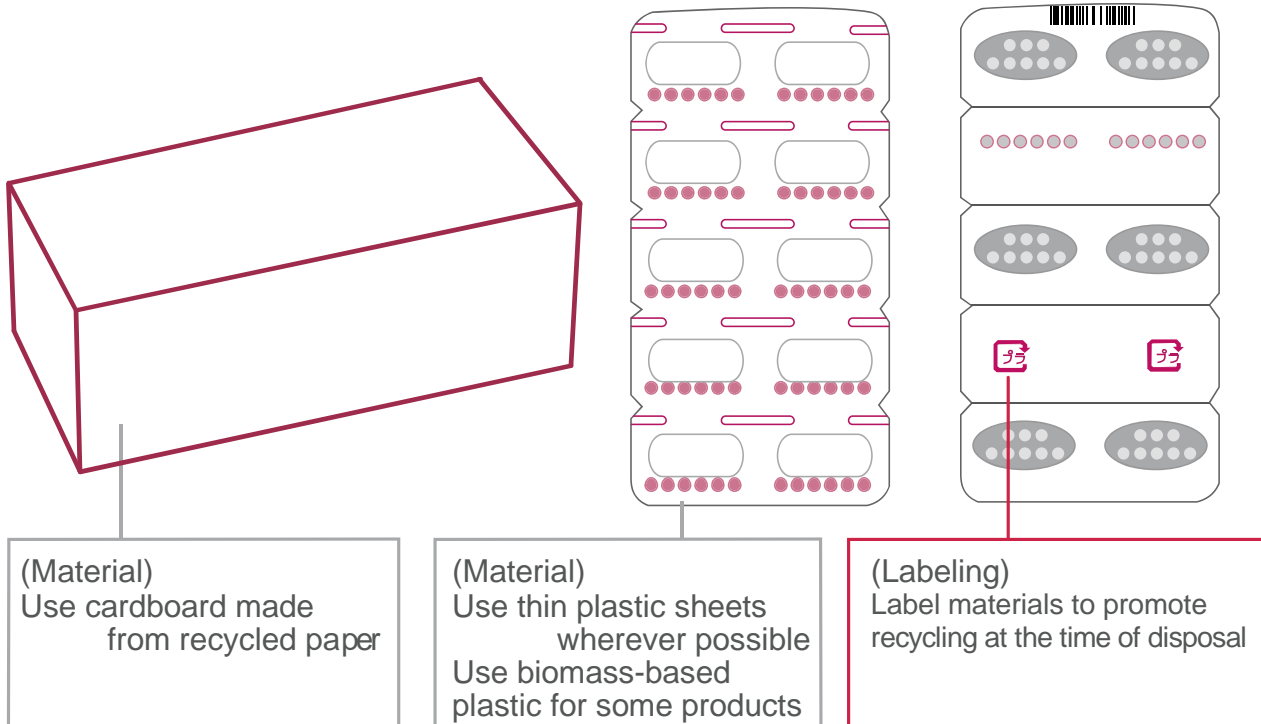 プラ
プラ
(Material)
Use cardboard made
from recycled paper
(Material)
Use thin plastic sheets
wherever possible
Use biomass-based
plastic for some products
(Labeling)
Label materials to promote
recycling at the time of disposal